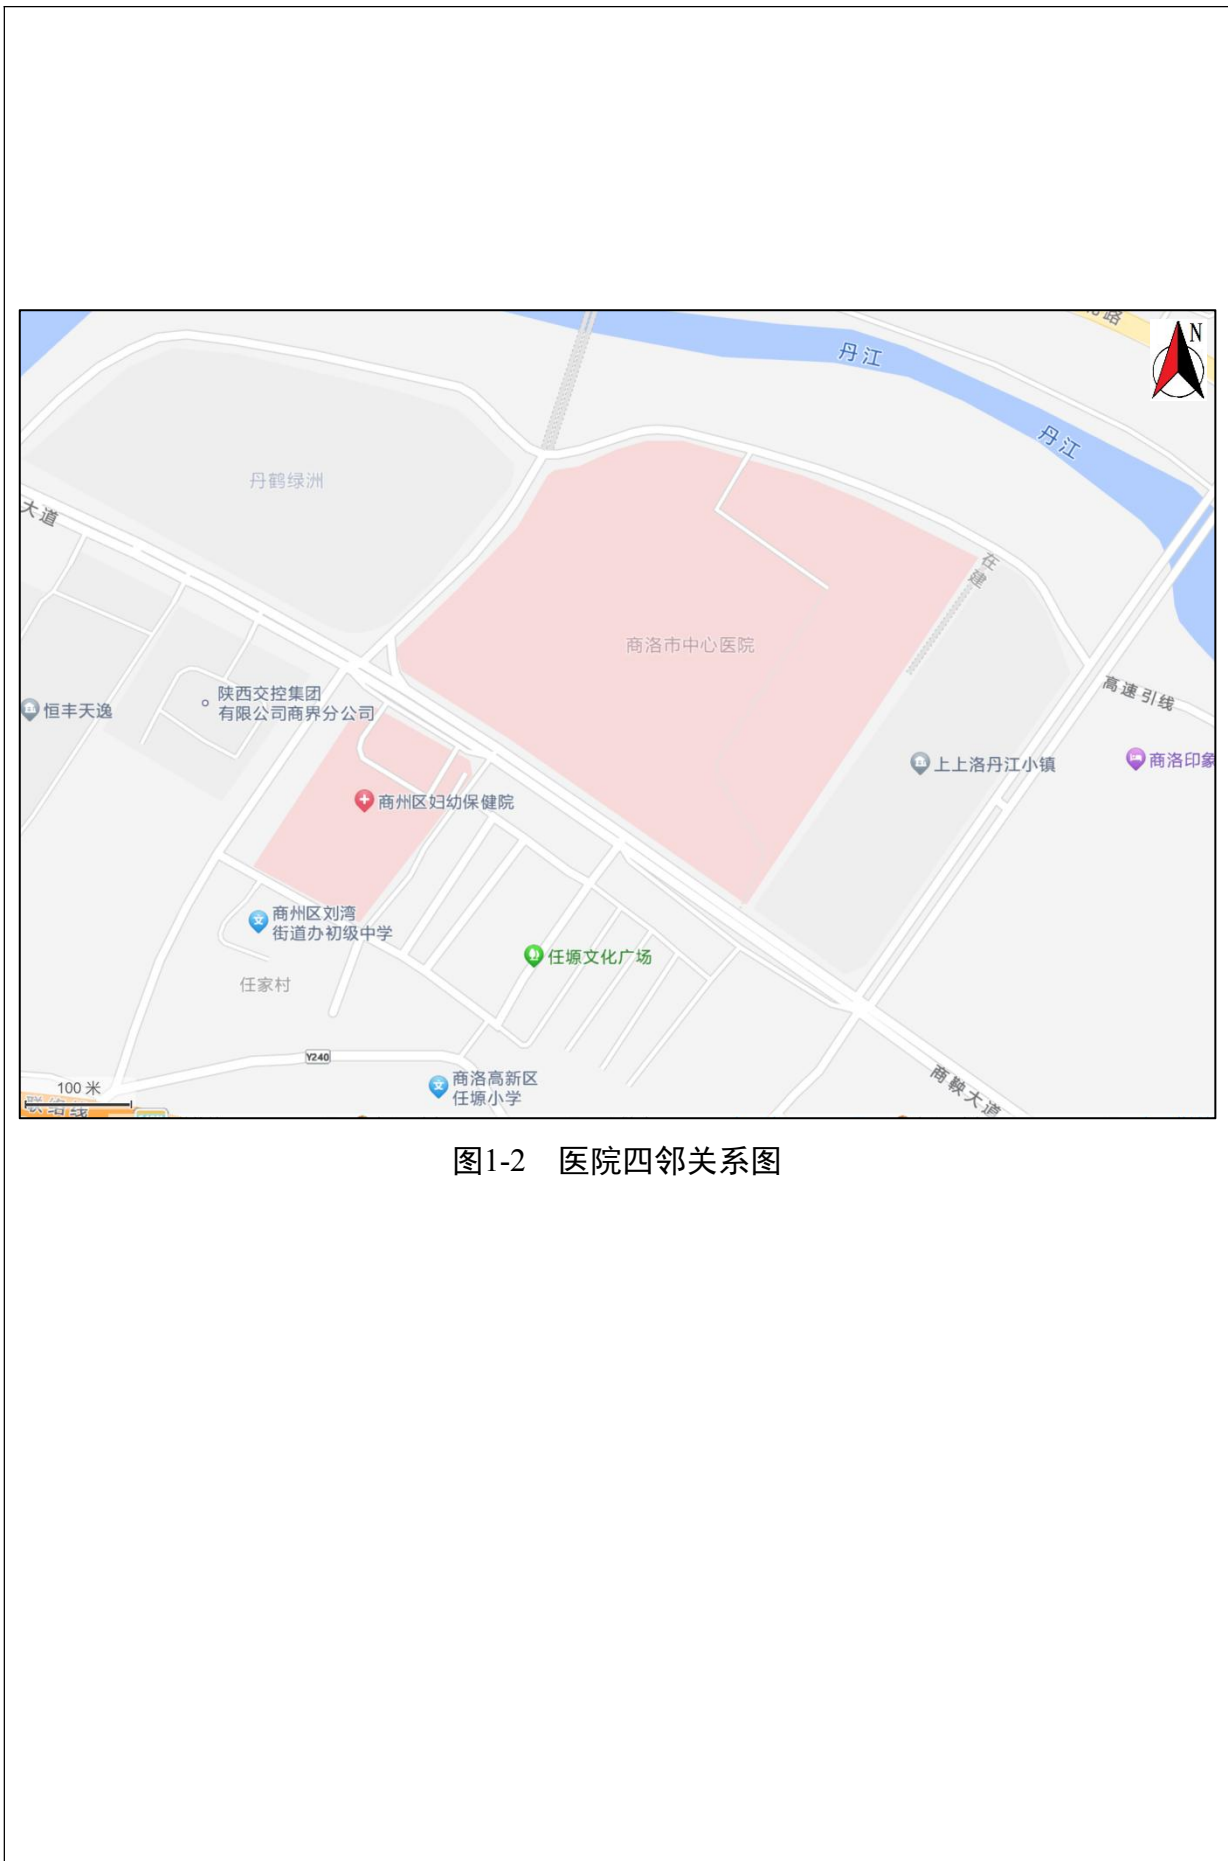 北路
N
丹江
丹江
丹鹤绿洲
大道
在建
商洛市中心医院
高速引线
陕西交控集团
有限公司商界分公司
恒丰天逸
上上洛丹江小镇
商洛印象
商州区妇幼保健院
商州区刘湾
街道办初级中学
任塬文化广场
任家村
Y240
商洛高新区
任塬小学
商鞅大道
100 米
联络线
图1-2 医院四邻关系图